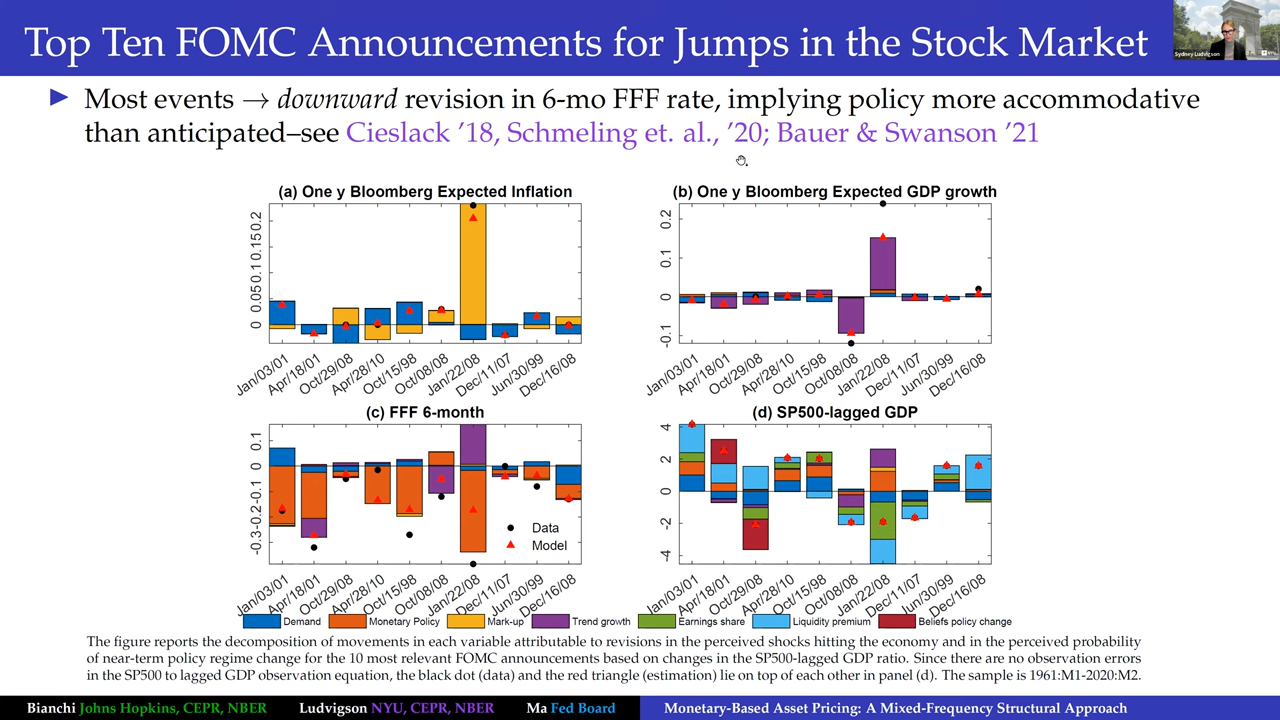 Top Ten FOMC Announcements for Jumps in the Stock Market
Sydney Ludvigson
Most events → downward revision in 6-mo FFF rate, implying policy more accommodative
than anticipated–see Cieslack '18, Schmeling et. al., '20; Bauer & Swanson '21
(a) One y Bloomberg Expected Inflation
0.2
0.15
0.1
0.05
0
Jan/03/01
Apr/18/01
Oct/29/08
Apr/28/10
Oct/15/98
Oct/08/08
Jan/22/08
Dec/11/07
Jun/30/99
Dec/16/08
(b) One y Bloomberg Expected GDP growth
0.2
0.1
0
-0.1
Jan/03/01
Apr/18/01
Oct/29/08
Apr/28/10
Oct/15/98
Oct/08/08
Jan/22/08
Dec/11/07
Jun/30/99
Dec/16/08
(c) FFF 6-month
0.1
0
-0.1
-0.2
-0.3
Data
Model
Jan/03/01
Apr/18/01
Oct/29/08
Apr/28/10
Oct/15/98
Oct/08/08
Jan/22/08
Dec/11/07
Jun/30/99
Dec/16/08
(d) SP500-lagged GDP
4
2
0
-2
-4
Jan/03/01
Apr/18/01
Oct/29/08
Apr/28/10
Oct/15/98
Oct/08/08
Jan/22/08
Dec/11/07
Jun/30/99
Dec/16/08
Demand Monetary Policy Mark-up Trend growth Earnings share Liquidity premium Beliefs policy change
The figure reports the decomposition of movements in each variable attributable to revisions in the perceived shocks hitting the economy and in the perceived probability
of near-term policy regime change for the 10 most relevant FOMC announcements based on changes in the SP500-lagged GDP ratio. Since there are no observation errors
in the SP500 to lagged GDP observation equation, the black dot (data) and the red triangle (estimation) lie on top of each other in panel (d). The sample is 1961:M1-2020:M2.
Bianchi Johns Hopkins, CEPR, NBER Ludvigson NYU, CEPR, NBER Ma Fed Board Monetary-Based Asset Pricing: A Mixed-Frequency Structural Approach